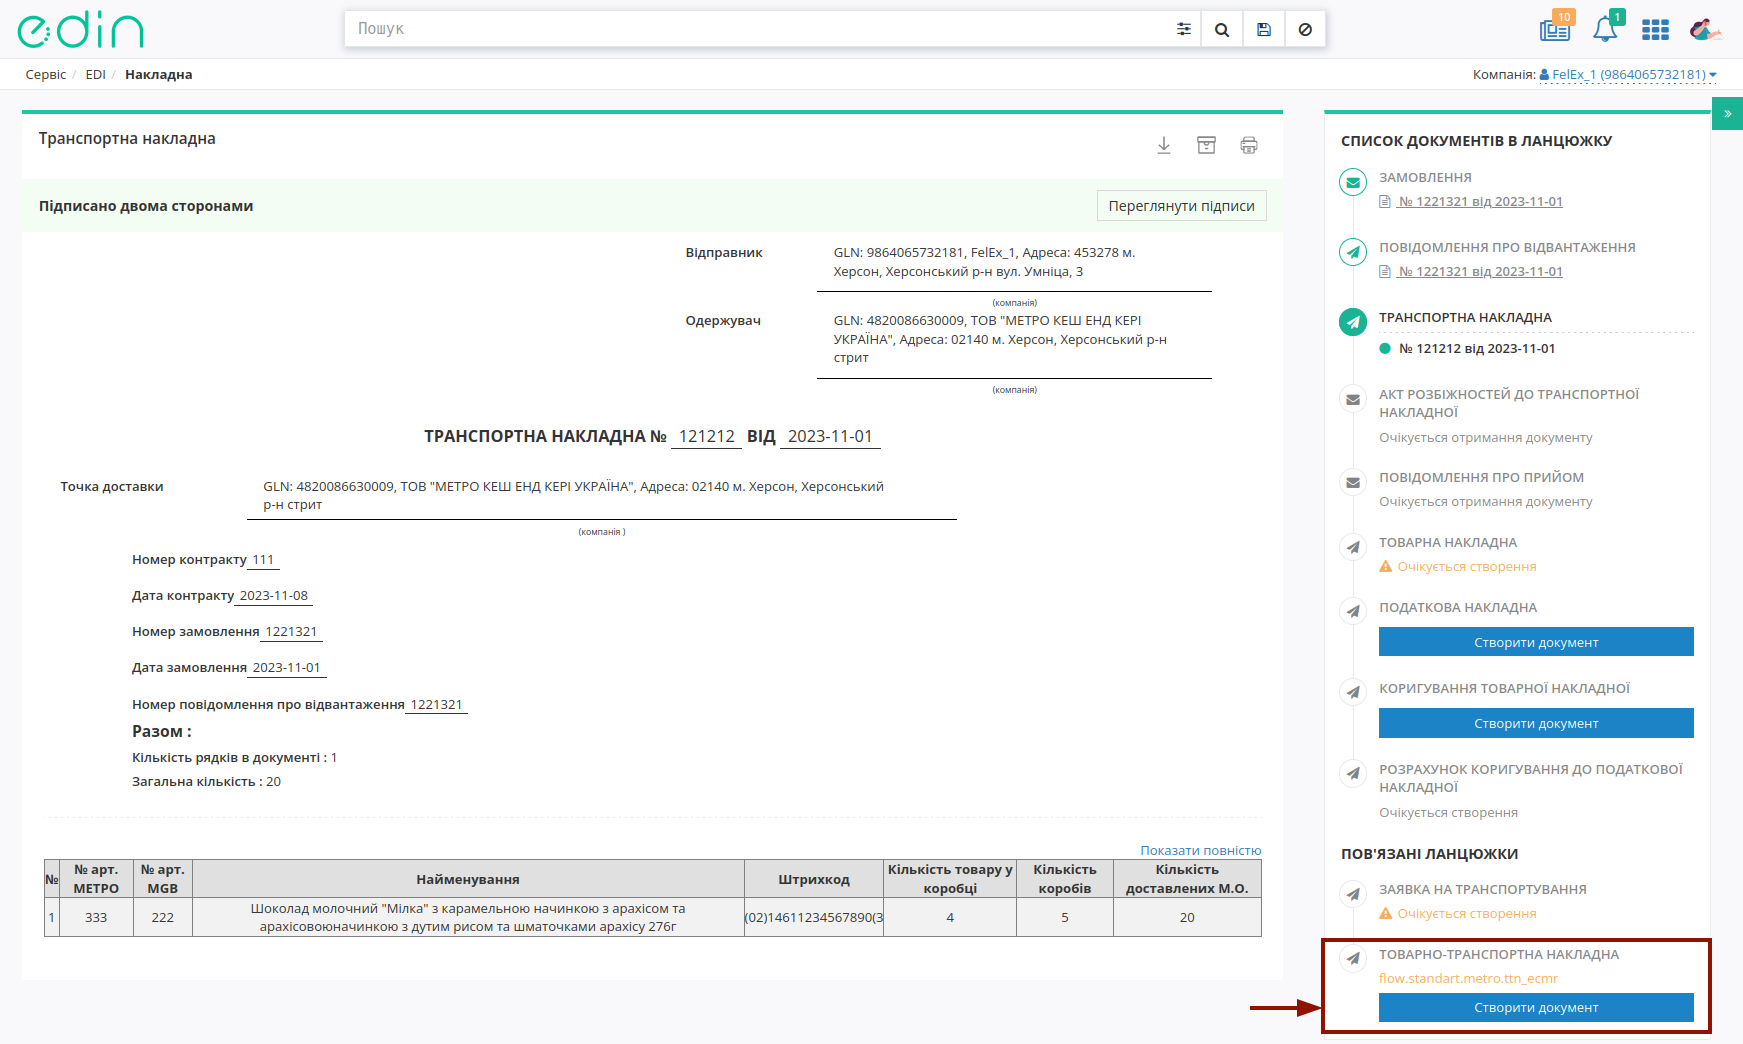 edin
Пошук
10
1
Сервіс / EDI / Накладна
Компанія: FelEx_1 (9864065732181)
Транспортна накладна
Підписано двома сторонами
Переглянути підписи
Відправник
GLN: 9864065732181, FelEx_1, Адреса: 453278 м.
Херсон, Херсонський р-н вул. Умніца, 3
(компанія)
Одержувач
GLN: 4820086630009, ТОВ "МЕТРО КЕШ ЕНД КЕРІ
УКРАЇНА", Адреса: 02140 м. Херсон, Херсонський р-н
стрит
(компанія)
ТРАНСПОРТНА НАКЛАДНА № 121212 ВІД 2023-11-01
Точка доставки
GLN: 4820086630009, ТОВ "МЕТРО КЕШ ЕНД КЕРІ УКРАЇНА", Адреса: 02140 м. Херсон, Херсонський
р-н стрит
(компанія )
Номер контракту 111
Дата контракту 2023-11-08
Номер замовлення 1221321
Дата замовлення 2023-11-01
Номер повідомлення про відвантаження 1221321
Разом :
Кількість рядків в документі : 1
Загальна кількість : 20
Показати повністю
№ | № арт. МЕТРО | № арт. MGB | Найменування | Штрихкод | Кількість товару у коробці | Кількість коробів | Кількість доставлених М.О.
1 | 333 | 222 | Шоколад молочний "Мілка" з карамельною начинкою з арахісом та арахісовоюначинкою з дутим рисом та шматочками арахісу 276г | (02)14611234567890(3 | 4 | 5 | 20
»
СПИСОК ДОКУМЕНТІВ В ЛАНЦЮЖКУ
ЗАМОВЛЕННЯ
№ 1221321 від 2023-11-01
ПОВІДОМЛЕННЯ ПРО ВІДВАНТАЖЕННЯ
№ 1221321 від 2023-11-01
ТРАНСПОРТНА НАКЛАДНА
№ 121212 від 2023-11-01
АКТ РОЗБІЖНОСТЕЙ ДО ТРАНСПОРТНОЇ
НАКЛАДНОЇ
Очікується отримання документу
ПОВІДОМЛЕННЯ ПРО ПРИЙОМ
Очікується отримання документу
ТОВАРНА НАКЛАДНА
Очікується створення
ПОДАТКОВА НАКЛАДНА
Створити документ
КОРИГУВАННЯ ТОВАРНОЇ НАКЛАДНОЇ
Створити документ
РОЗРАХУНОК КОРИГУВАННЯ ДО ПОДАТКОВОЇ
НАКЛАДНОЇ
Очікується створення
ПОВ'ЯЗАНІ ЛАНЦЮЖКИ
ЗАЯВКА НА ТРАНСПОРТУВАННЯ
Очікується створення
ТОВАРНО-ТРАНСПОРТНА НАКЛАДНА
flow.standart.metro.ttn_ecmr
Створити документ